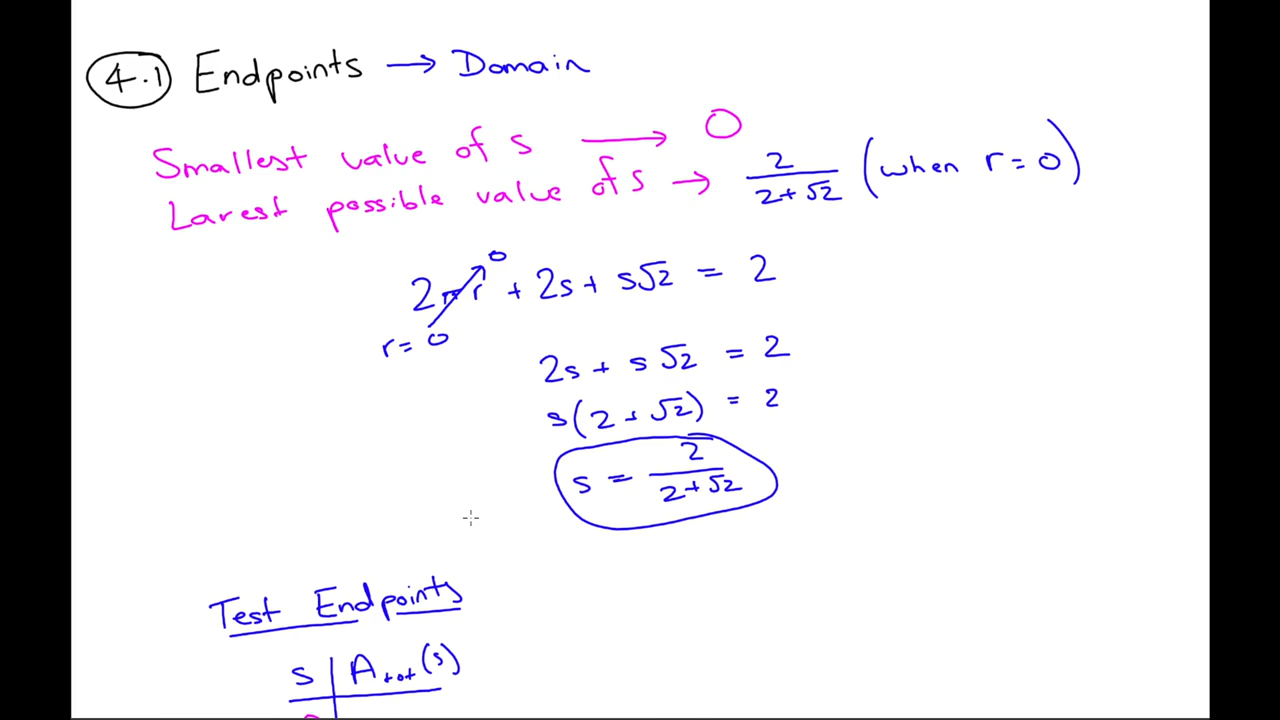 4.1 Endpoints → Domain
Smallest value of s → 0
Larest possible value of s → 2/(2+√2) (when r = 0)
2πr + 2s + s√2 = 2
r = 0 0
2s + s√2 = 2
s(2 + √2) = 2
s = 2/(2+√2)
Test Endpoints
s | A_tot(s)